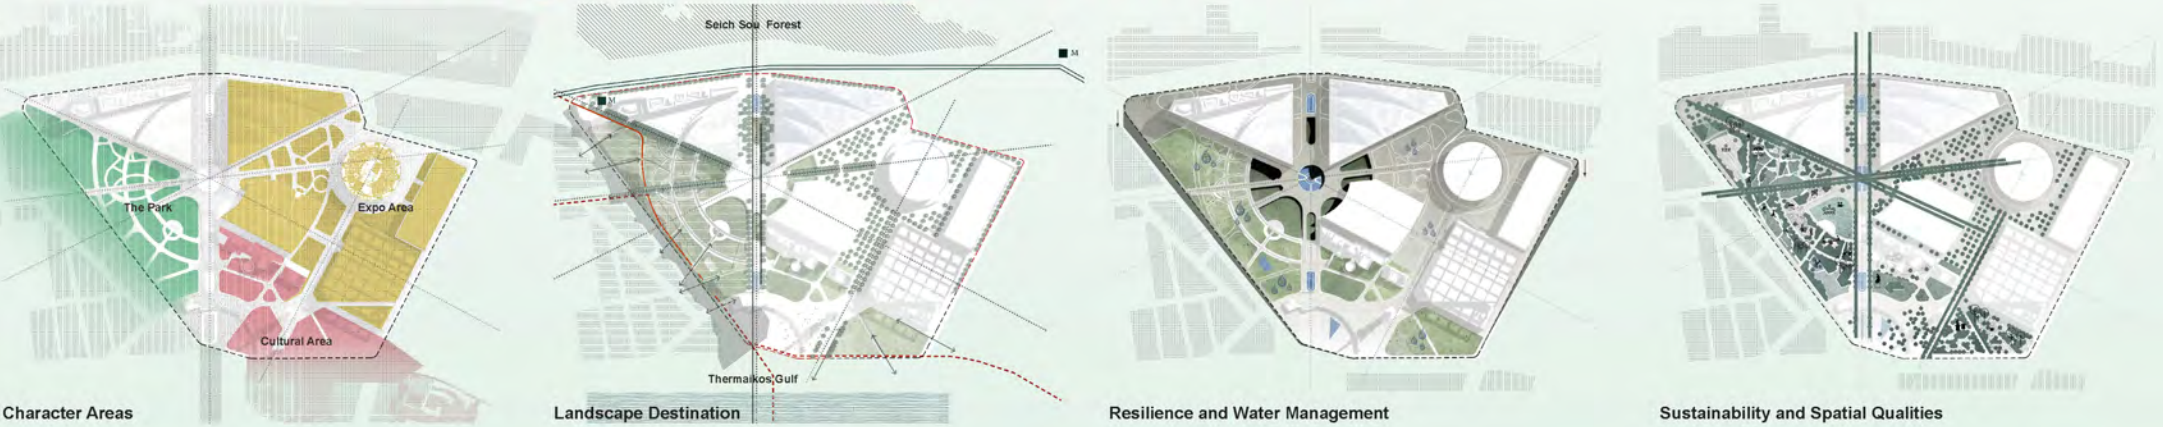 The Park
Expo Area
Cultural Area
Character Areas
Seich Sou Forest
M
M
Thermaikos Gulf
Landscape Destination
Resilience and Water Management
Sustainability and Spatial Qualities